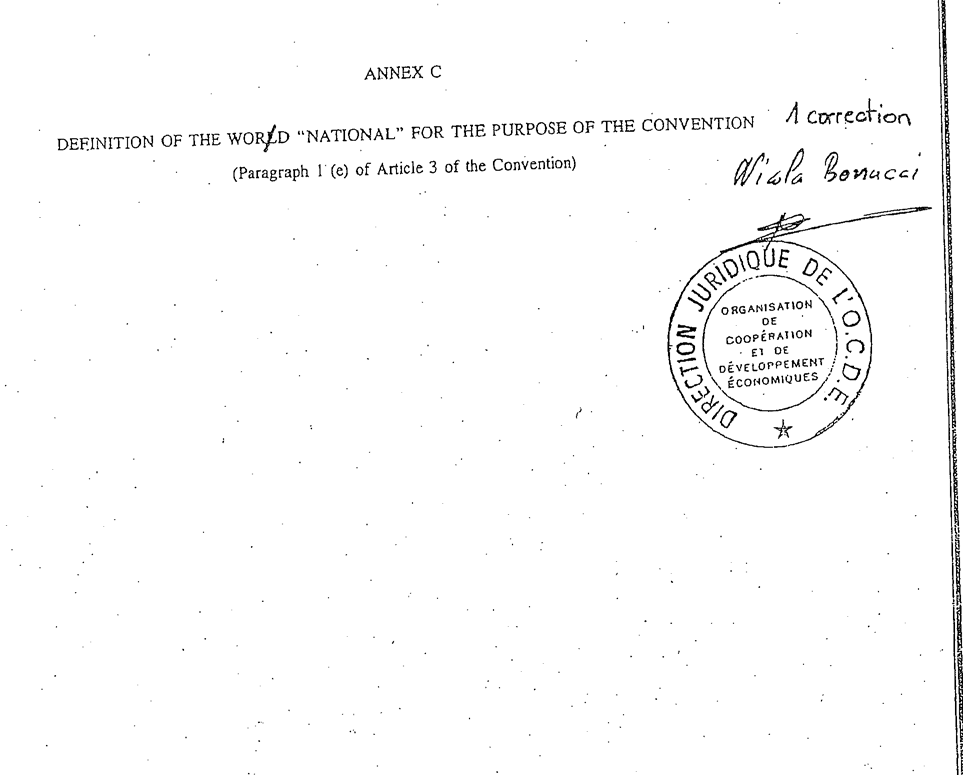 ANNEX C
DEFINITION OF THE WORLD “NATIONAL” FOR THE PURPOSE OF THE CONVENTION
1 correction
(Paragraph 1 (e) of Article 3 of the Convention)
Nicola Bonucci
DIRECTION JURIDIQUE DE L'O.C.D.E.
ORGANISATION
DE
COOPÉRATION
ET DE
DÉVELOPPEMENT
ÉCONOMIQUES